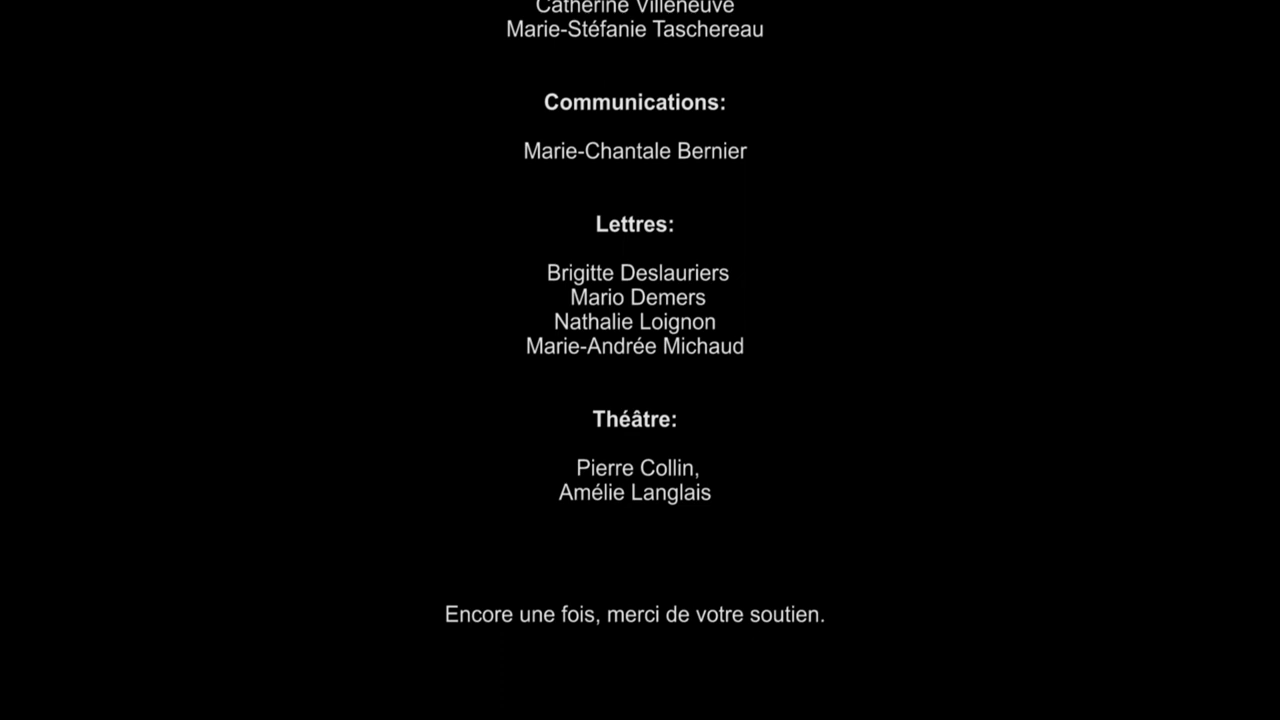 Catherine Villeneuve
Marie-Stéfanie Taschereau
Communications:
Marie-Chantale Bernier
Lettres:
Brigitte Deslauriers
Mario Demers
Nathalie Loignon
Marie-Andrée Michaud
Théâtre:
Pierre Collin,
Amélie Langlais
Encore une fois, merci de votre soutien.